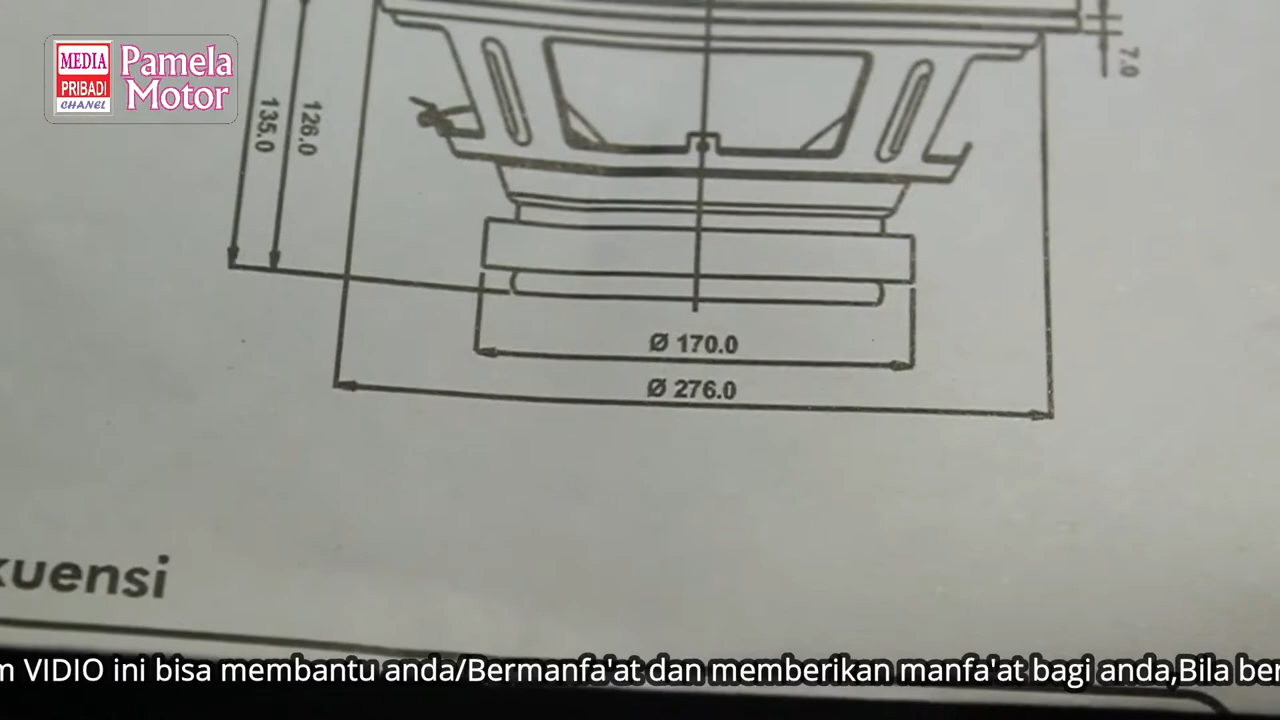 MEDIA
PRIBADI
CHANEL
Pamela
Motor
135.0
126.0
7.0
Ø 170.0
Ø 276.0
kuensi
m VIDIO ini bisa membantu anda/Bermanfa'at dan memberikan manfa'at bagi anda,Bila ber